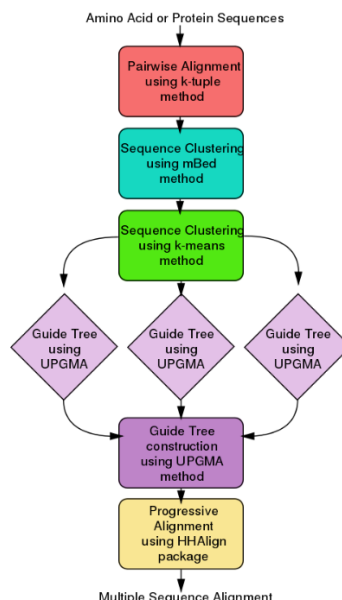 Amino Acid or Protein Sequences
Pairwise Alignment
using k-tuple
method
Sequence Clustering
using mBed
method
Sequence Clustering
using k-means
method
Guide Tree
using
UPGMA
Guide Tree
using
UPGMA
Guide Tree
using
UPGMA
Guide Tree
construction
using UPGMA
method
Progressive
Alignment
using HHAlign
package
Multiple Sequence Alignment